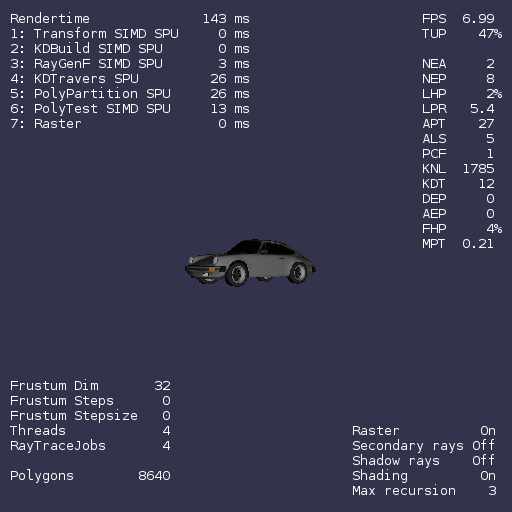 Rendertime 143 ms
1: Transform SIMD SPU 0 ms
2: KDBuild SIMD SPU 0 ms
3: RayGenF SIMD SPU 3 ms
4: KDTravers SPU 26 ms
5: PolyPartition SPU 26 ms
6: PolyTest SIMD SPU 13 ms
7: Raster 0 ms
FPS 6.99
TUP 47%
NEA 2
NEP 8
LHP 2%
LPR 5.4
APT 27
ALS 5
PCF 1
KNL 1785
KDT 12
DEP 0
AEP 0
FHP 4%
MPT 0.21
Frustum Dim 32
Frustum Steps 0
Frustum Stepsize 0
Threads 4
RayTraceJobs 4
Polygons 8640
Raster On
Secondary rays Off
Shadow rays Off
Shading On
Max recursion 3